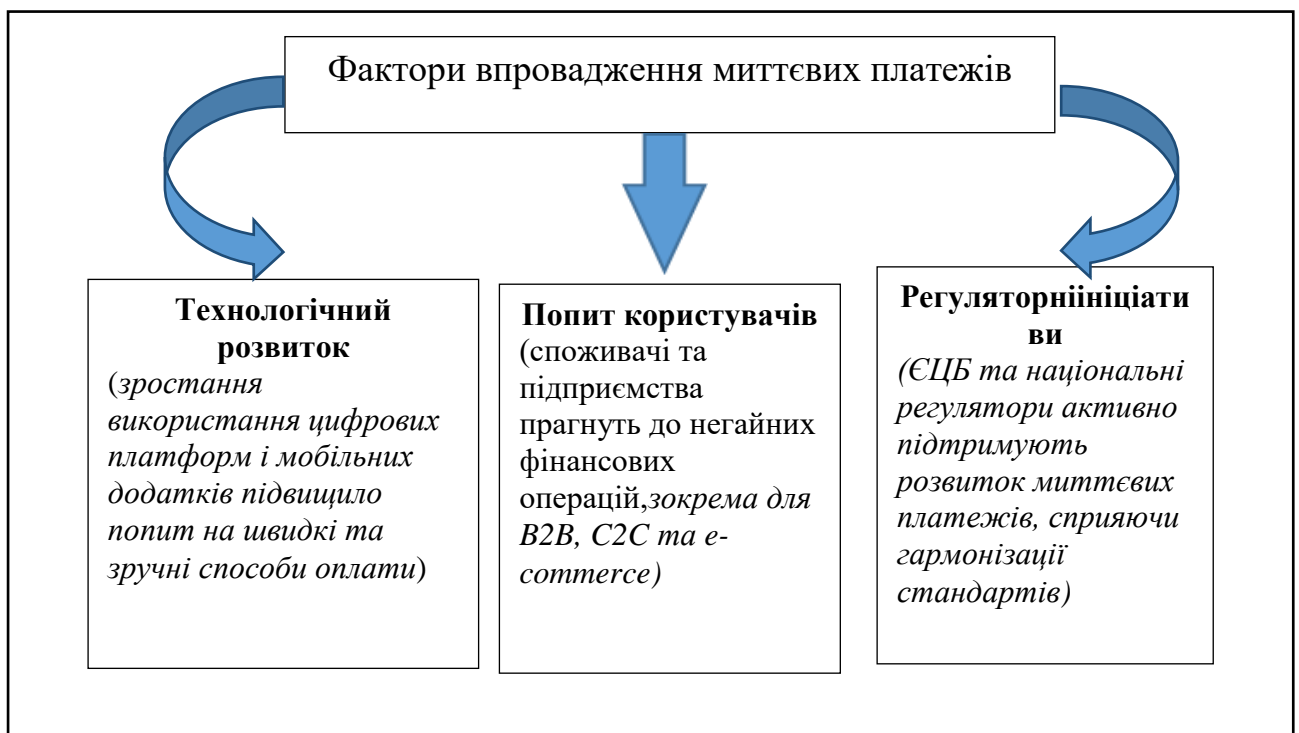 Фактори впровадження миттєвих платежів
Технологічний
розвиток
(зростання
використання цифрових
платформ і мобільних
додатків підвищило
попит на швидкі та
зручні способи оплати)
Попит користувачів
(споживачі та
підприємства
прагнуть до негайних
фінансових
операцій,зокрема для
B2B, C2C та e-
commerce)
Регуляторніініціати
ви
(ЄЦБ та національні
регулятори активно
підтримують
розвиток миттєвих
платежів, сприяючи
гармонізації
стандартів)